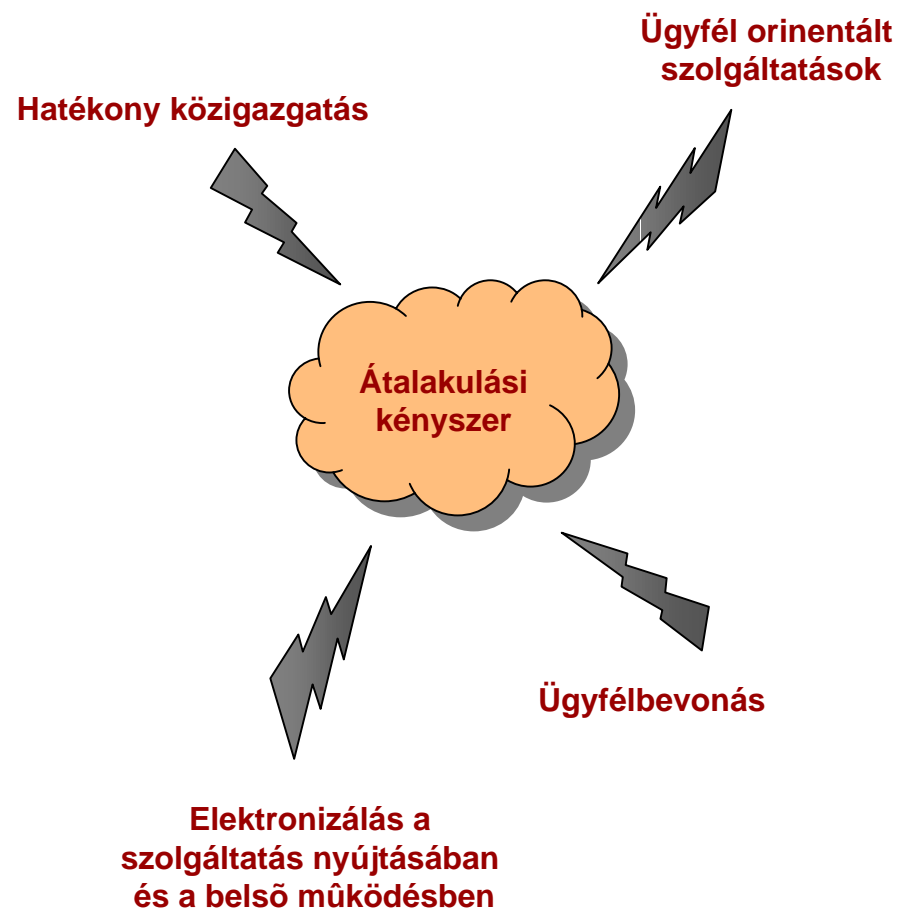 Ügyfél orinentált
szolgáltatások
Hatékony közigazgatás
Átalakulási
kényszer
Ügyfélbevonás
Elektronizálás a
szolgáltatás nyújtásában
és a belsõ mûködésben